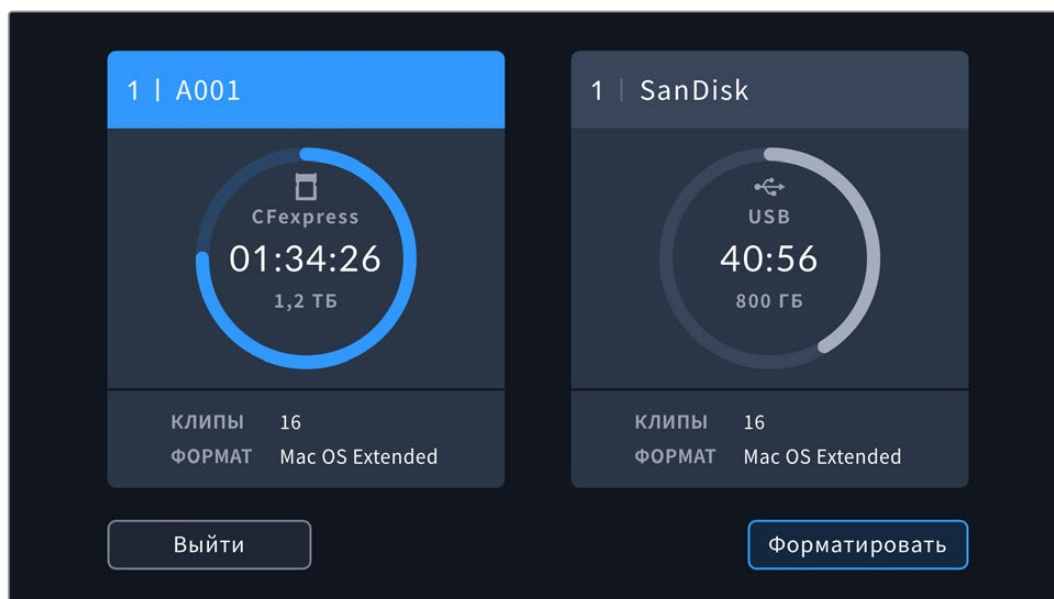 1 | A001
CFexpress
01:34:26
1,2 ТБ
КЛИПЫ 16
ФОРМАТ Mac OS Extended
1 | SanDisk
USB
40:56
800 ГБ
КЛИПЫ 16
ФОРМАТ Mac OS Extended
Выйти
Форматировать